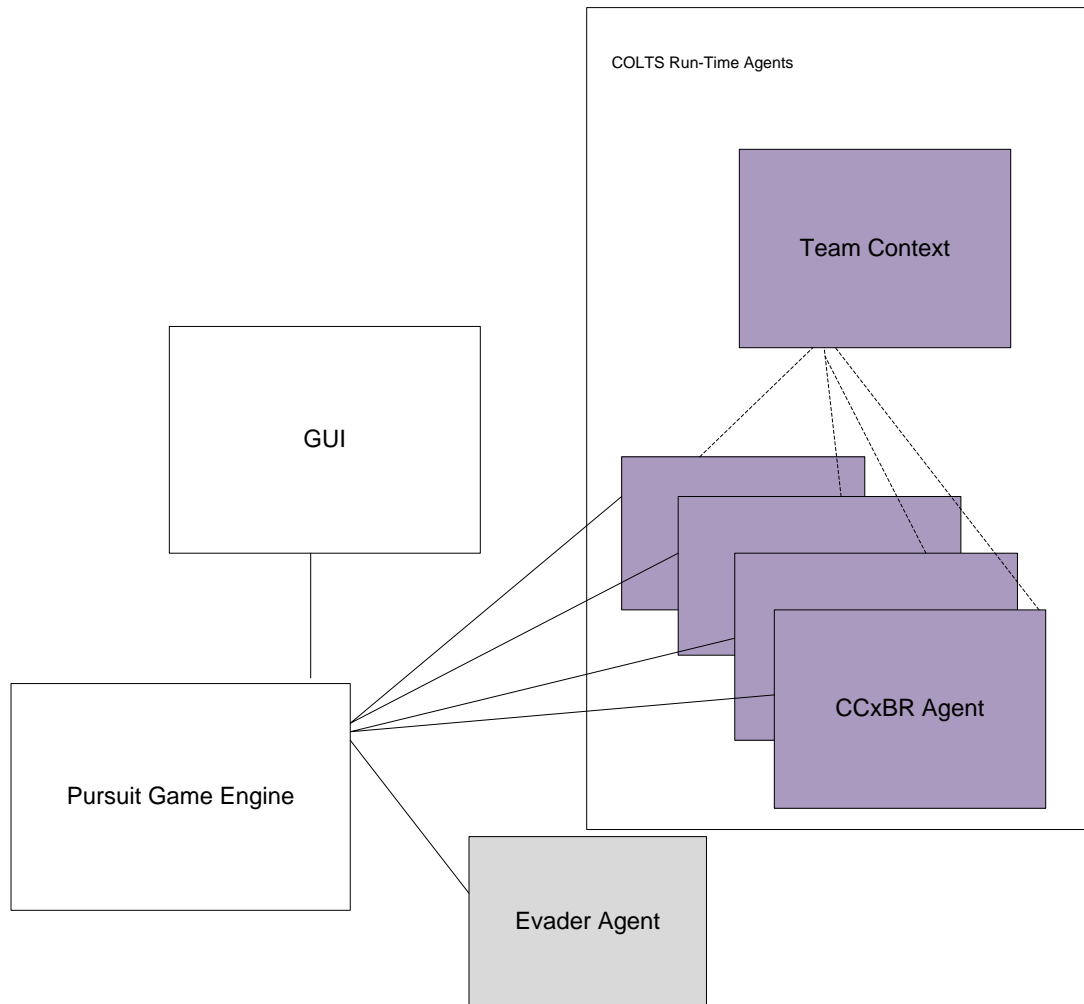 COLTS Run-Time Agents
Team Context
GUI
CCxBR Agent
Pursuit Game Engine
Evader Agent